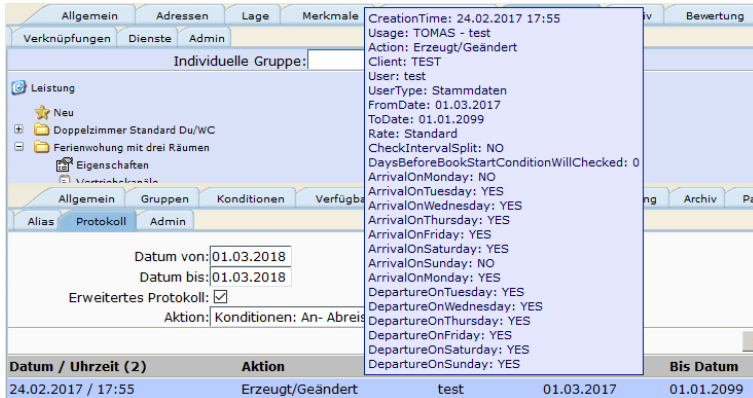 Allgemein Adressen Lage Merkmale iv Bewertung
Verknüpfungen Dienste Admin
Individuelle Gruppe:
Leistung
Neu
Doppelzimmer Standard Du/WC
Ferienwohung mit drei Räumen
Eigenschaften
Vertriebskanäle
Allgemein Gruppen Konditionen Verfügba ng Archiv Pa
Alias Protokoll Admin
Datum von: 01.03.2018
Datum bis: 01.03.2018
Erweitertes Protokoll:
Aktion: Konditionen: An- Abreis
CreationTime: 24.02.2017 17:55
Usage: TOMAS - test
Action: Erzeugt/Geändert
Client: TEST
User: test
UserType: Stammdaten
FromDate: 01.03.2017
ToDate: 01.01.2099
Rate: Standard
CheckIntervalSplit: NO
DaysBeforeBookStartConditionWillChecked: 0
ArrivalOnMonday: NO
ArrivalOnTuesday: YES
ArrivalOnWednesday: YES
ArrivalOnThursday: YES
ArrivalOnFriday: YES
ArrivalOnSaturday: YES
ArrivalOnSunday: NO
ArrivalOnMonday: YES
DepartureOnTuesday: YES
DepartureOnWednesday: YES
DepartureOnThursday: YES
DepartureOnFriday: YES
DepartureOnSaturday: YES
DepartureOnSunday: YES
Datum / Uhrzeit (2) Aktion Bis Datum
24.02.2017 / 17:55 Erzeugt/Geändert test 01.03.2017 01.01.2099